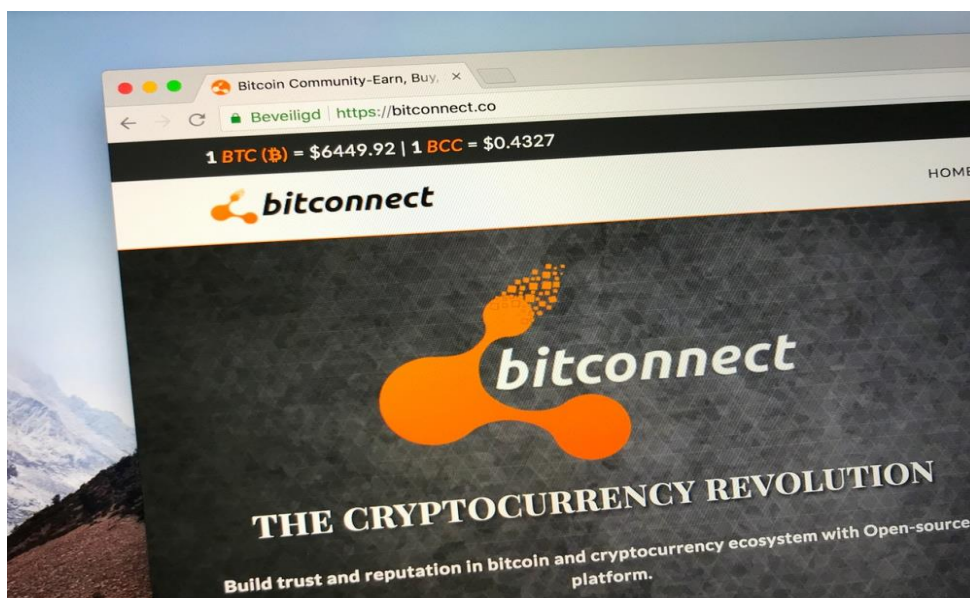 Bitcoin Community-Earn, Buy,
Beveiligd https://bitconnect.co
1 BTC (₿) = $6449.92 | 1 BCC = $0.4327
bitconnect
HOME
bitconnect
THE CRYPTOCURRENCY REVOLUTION
Build trust and reputation in bitcoin and cryptocurrency ecosystem with Open-source
platform.